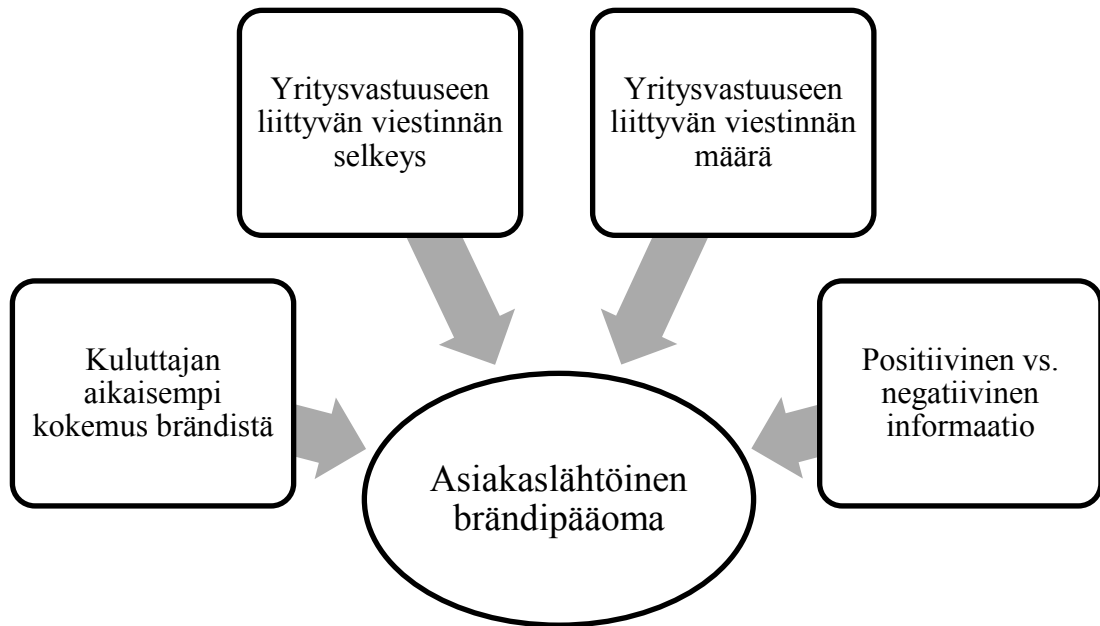 Yritysvastuuseen
liittyvän viestinnän
selkeys
Yritysvastuuseen
liittyvän viestinnän
määrä
Kuluttajan
aikaisempi
kokemus brändistä
Positiivinen vs.
negatiivinen
informaatio
Asiakaslähtöinen
brändipääoma